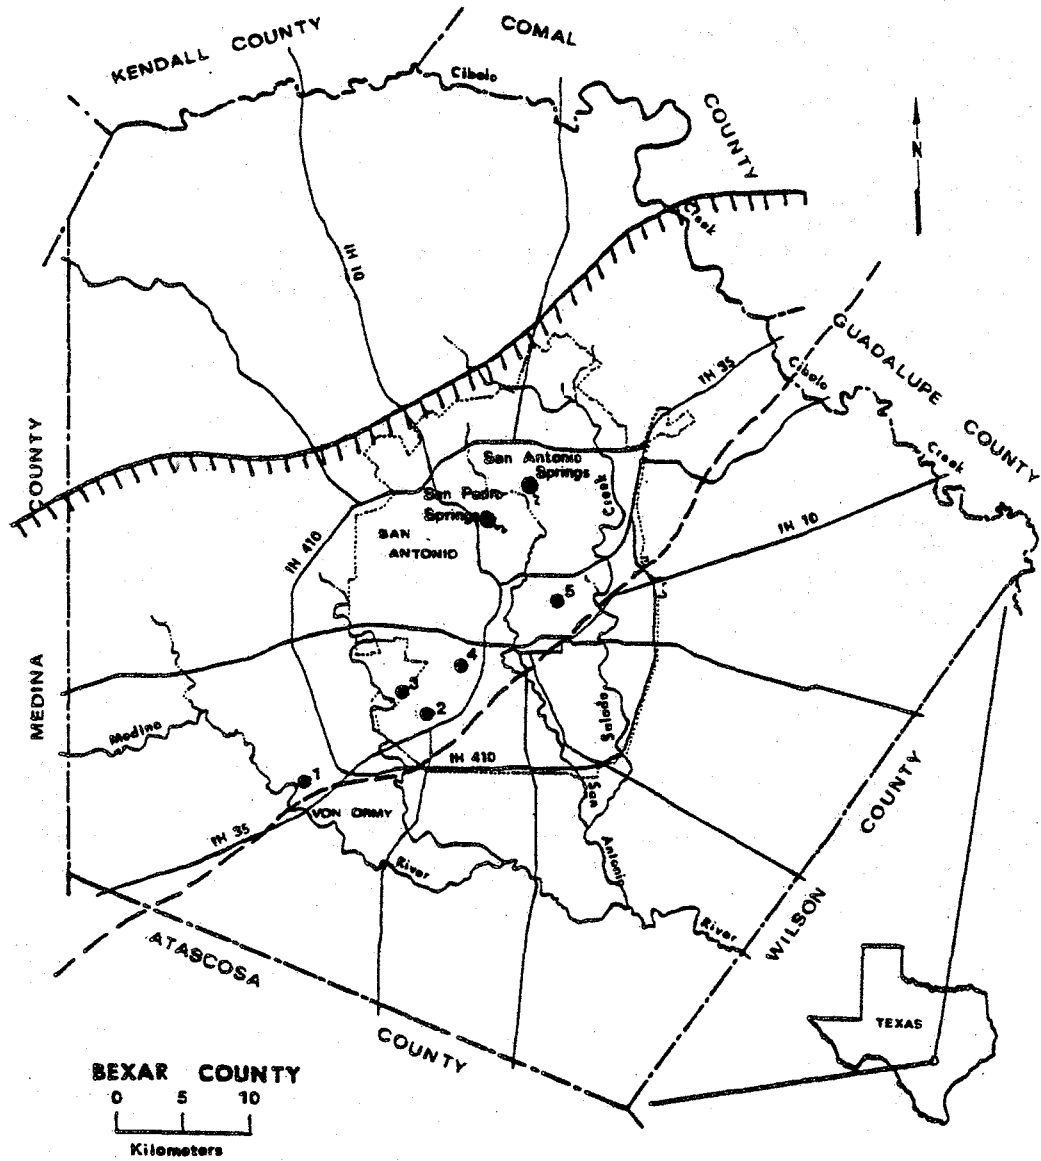 KENDALL COUNTY
COMAL
COUNTY
Cibolo
Creek
N
IH 10
GUADALUPE COUNTY
IH 35
Cibolo
Creek
COUNTY
San Antonio
Springs
San Pedro
Springs
Creek
SAN
ANTONIO
IH 410
IH 10
5
4
3
2
1
MEDINA
Medina
Salado
IH 410
VON ORMY
San
IH 35
River
Antonio
River
COUNTY
WILSON
ATASCOSA
COUNTY
TEXAS
BEXAR COUNTY
0 5 10
Kilometers